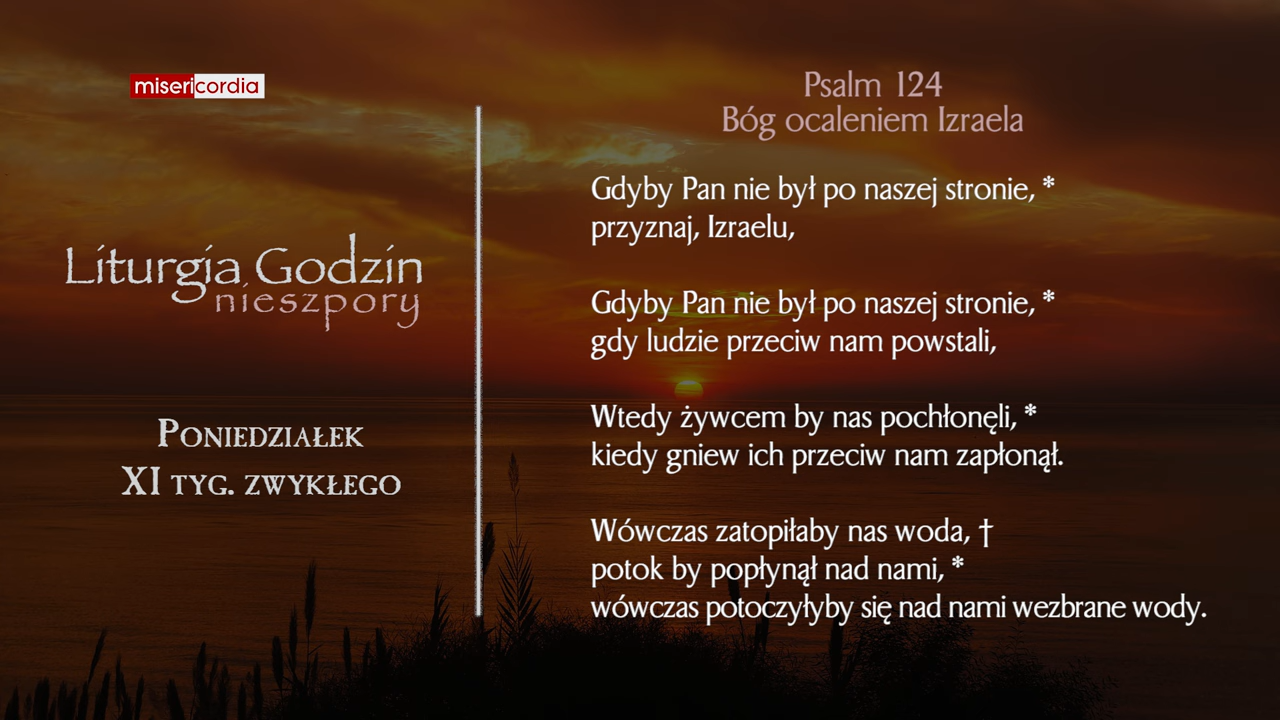 misericordia
Liturgia Godzin
nieszpory
Poniedziałek
XI tyg. zwykłego
Psalm 124
Bóg ocaleniem Izraela
Gdyby Pan nie był po naszej stronie, *
przyznaj, Izraelu,
Gdyby Pan nie był po naszej stronie, *
gdy ludzie przeciw nam powstali,
Wtedy żywcem by nas pochłonęli, *
kiedy gniew ich przeciw nam zapłonął.
Wówczas zatopiłaby nas woda, †
potok by popłynął nad nami, *
wówczas potoczyłyby się nad nami wezbrane wody.